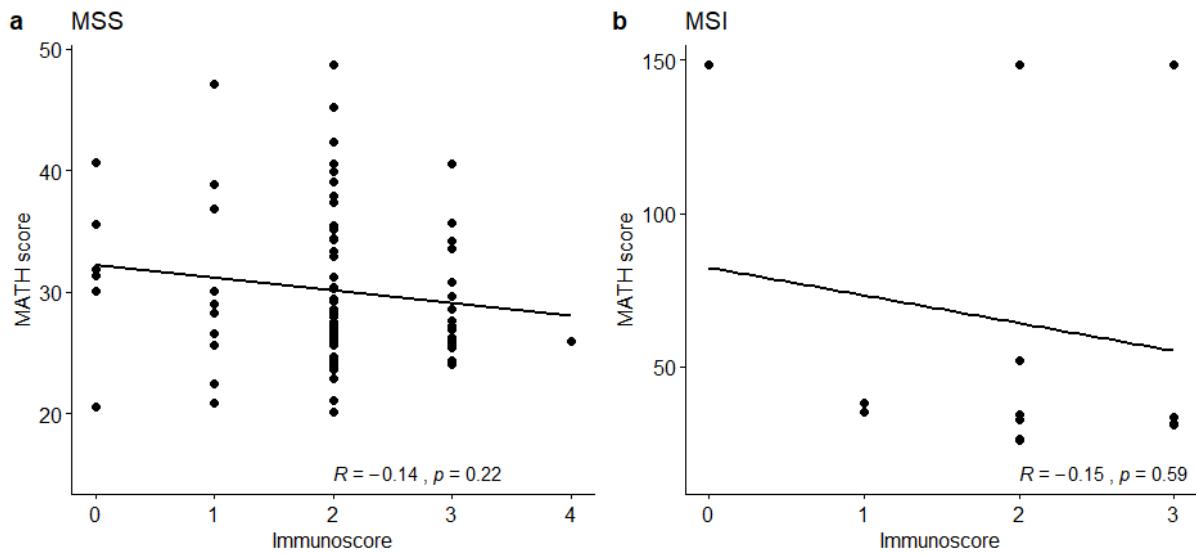 a MSS
50
40
30
20
MATH score
R = −0.14 , p = 0.22
0 1 2 3 4
Immunoscore
b MSI
150
100
50
MATH score
R = −0.15 , p = 0.59
0 1 2 3
Immunoscore